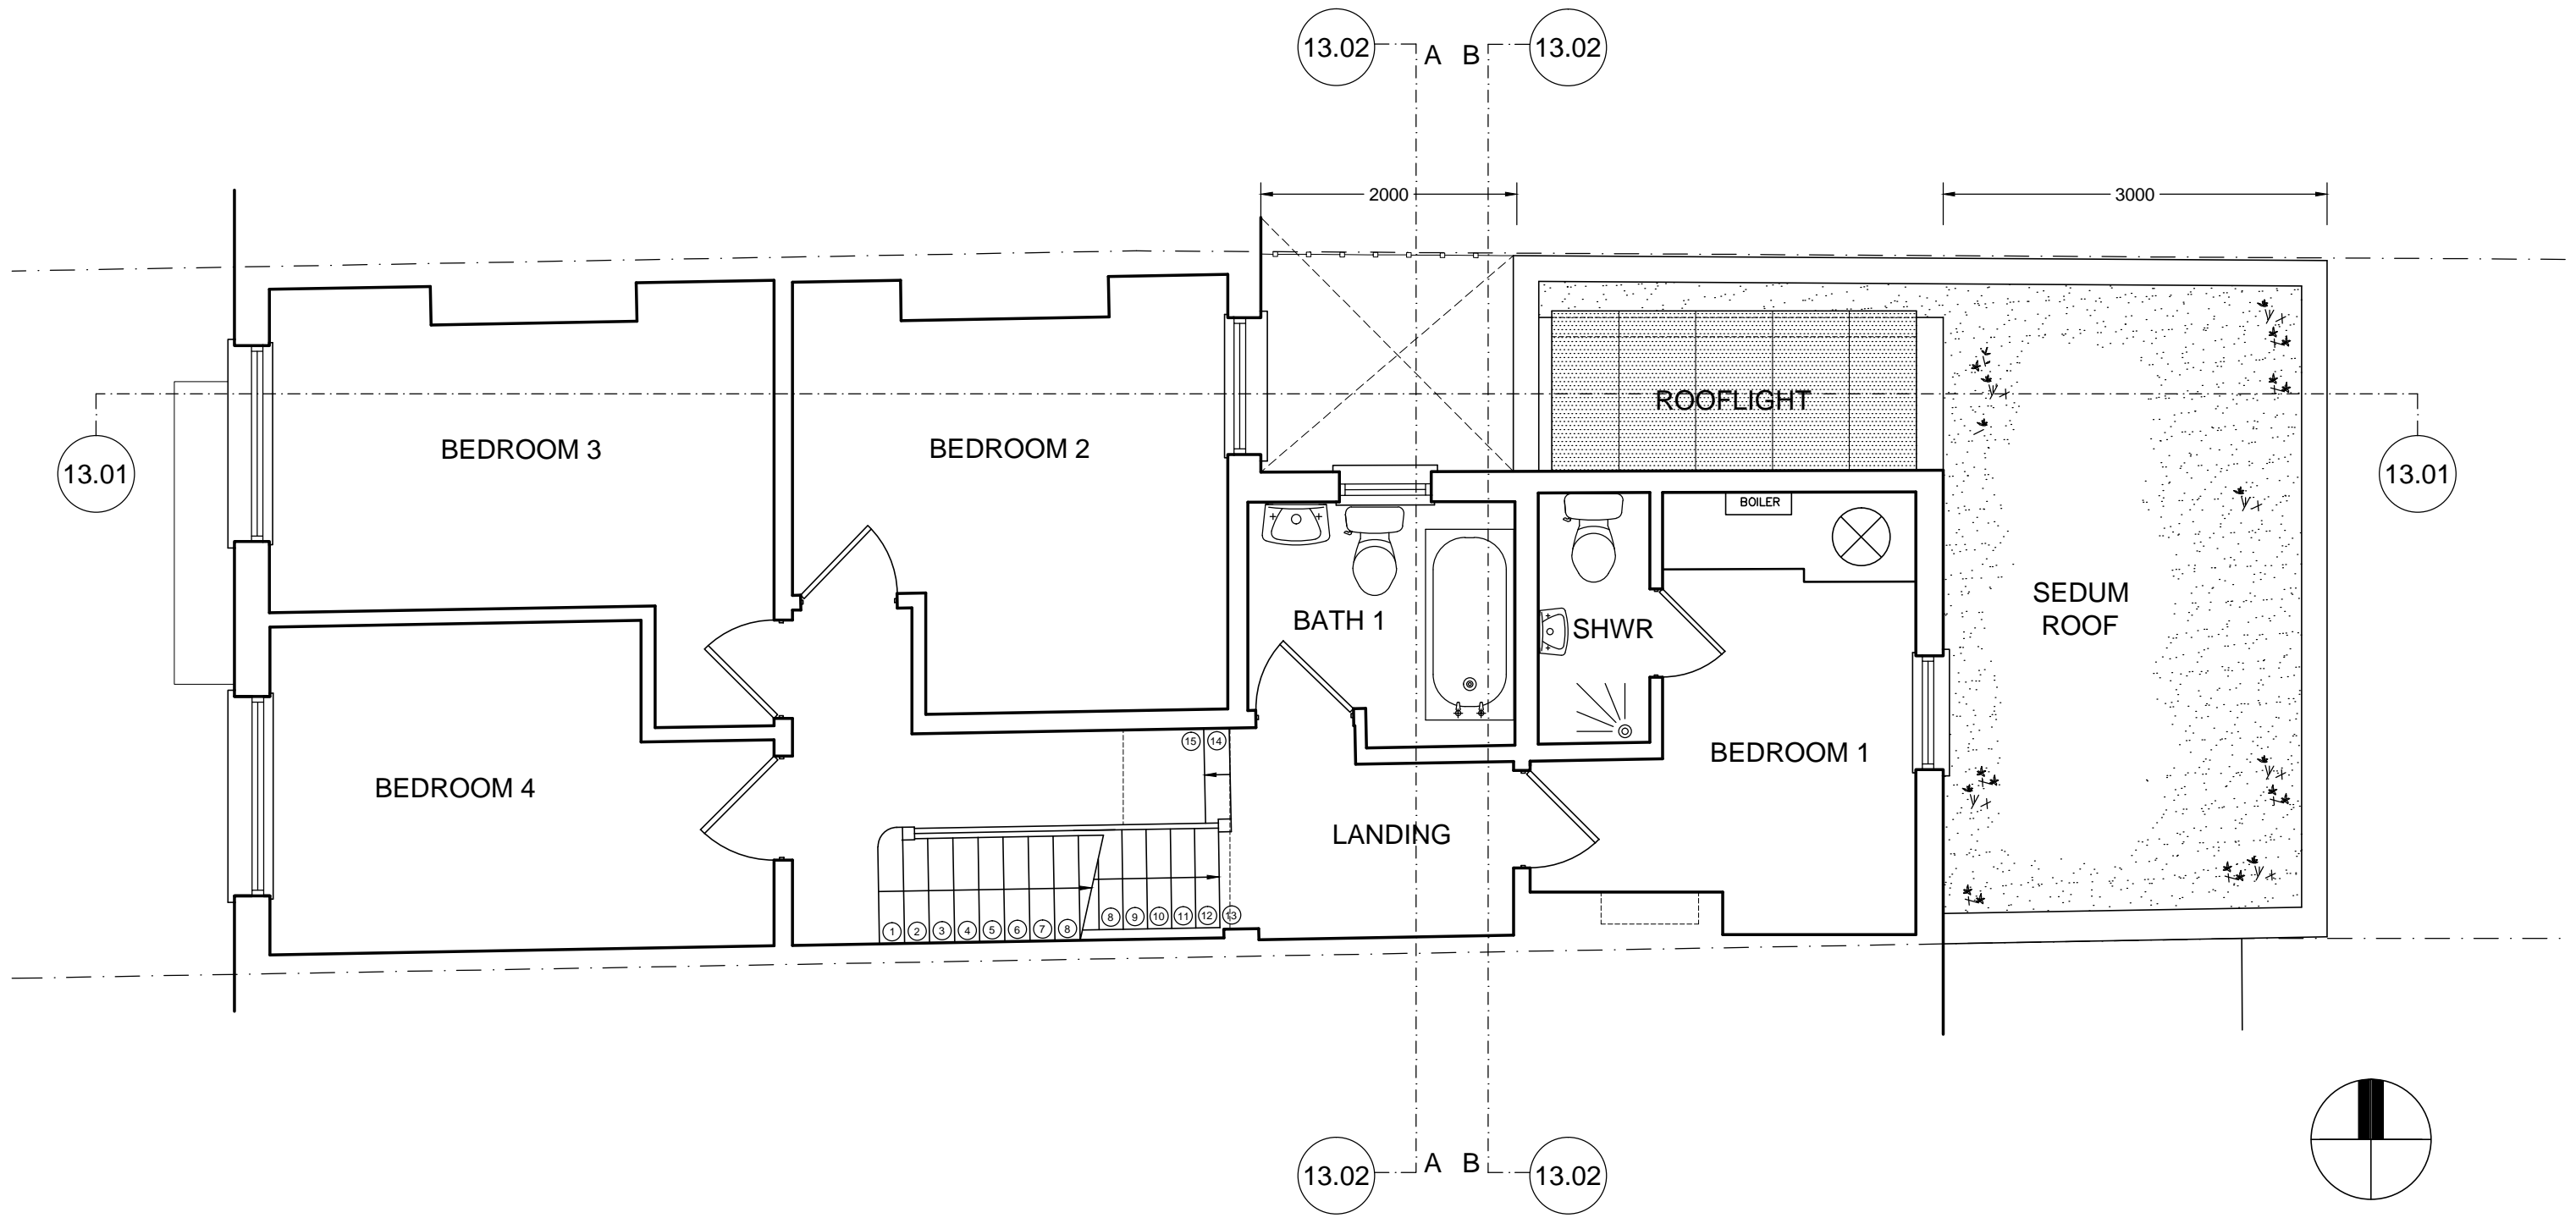 13.02 A B 13.02
2000
3000
ROOFLIGHT
BEDROOM 3
BEDROOM 2
13.01
13.01
BOILER
SEDUM
ROOF
BATH 1
SHWR
15 14
BEDROOM 1
BEDROOM 4
LANDING
1 2 3 4 5 6 7 8 8 9 10 11 12 13
13.02 A B 13.02